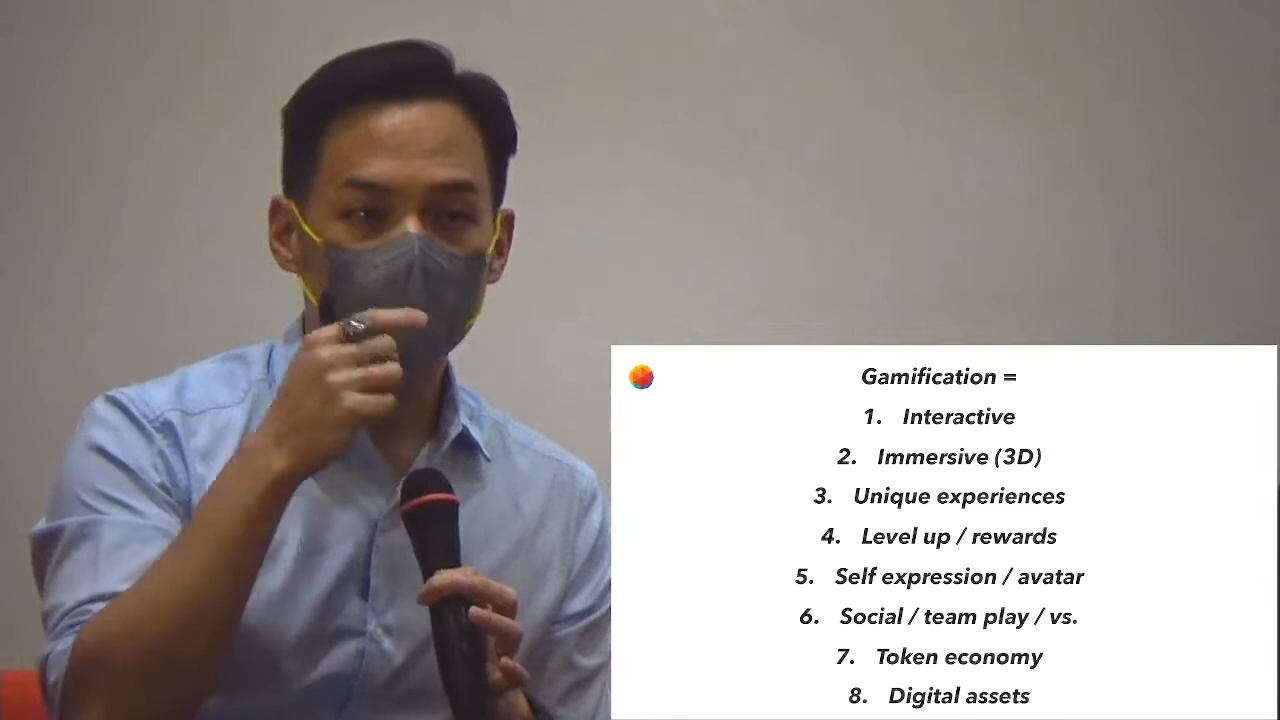 Gamification =
1. Interactive
2. Immersive (3D)
3. Unique experiences
4. Level up / rewards
5. Self expression / avatar
6. Social / team play / vs.
7. Token economy
8. Digital assets